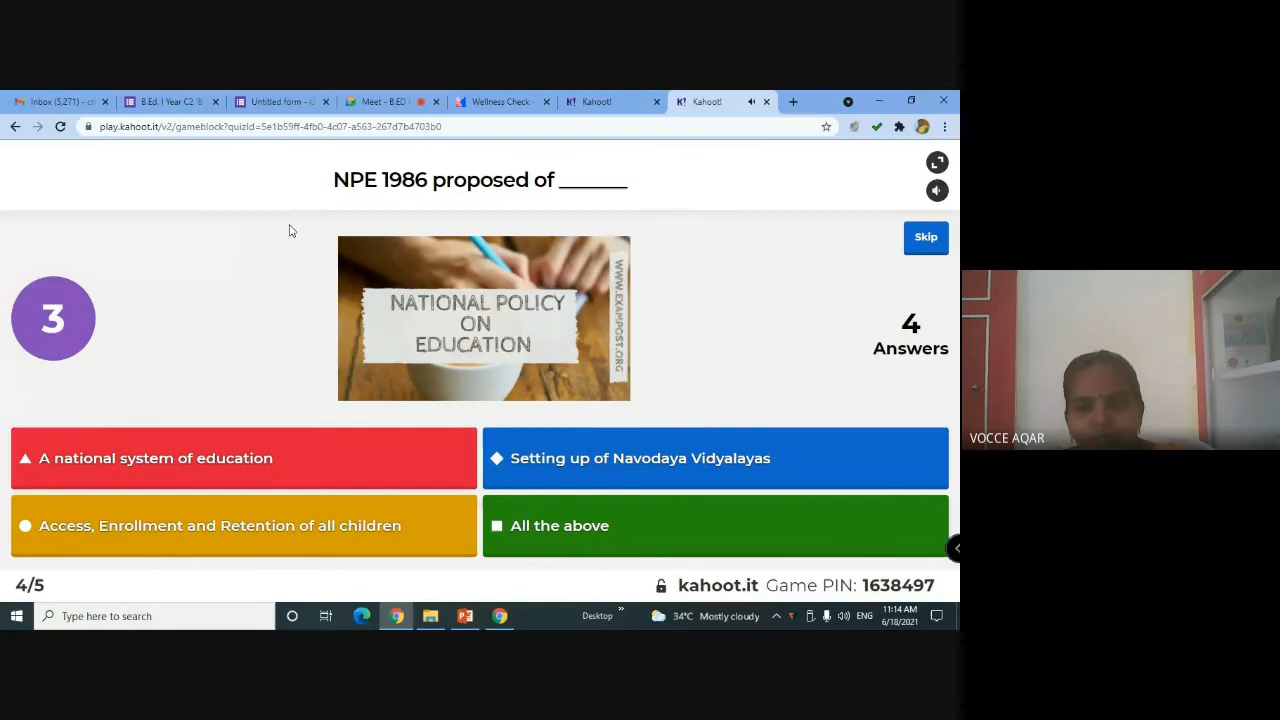 Inbox (5,271) - ct
B.Ed. I Year C2 'B
Untitled form - G
Meet - B.ED
Wellness Check -
Kahoot!
Kahoot!
play.kahoot.it/v2/gameblock?quizId=5e1b59ff-4fb0-4c07-a563-267d7b4703b0
NPE 1986 proposed of ______
Skip
3
NATIONAL POLICY
ON
EDUCATION
WWW.EXAMPOST.ORG
4
Answers
A national system of education
Setting up of Navodaya Vidyalayas
Access, Enrollment and Retention of all children
All the above
VOCCE AQAR
4/5
kahoot.it Game PIN: 1638497
Type here to search
Desktop
34°C Mostly cloudy
ENG
11:14 AM
6/18/2021